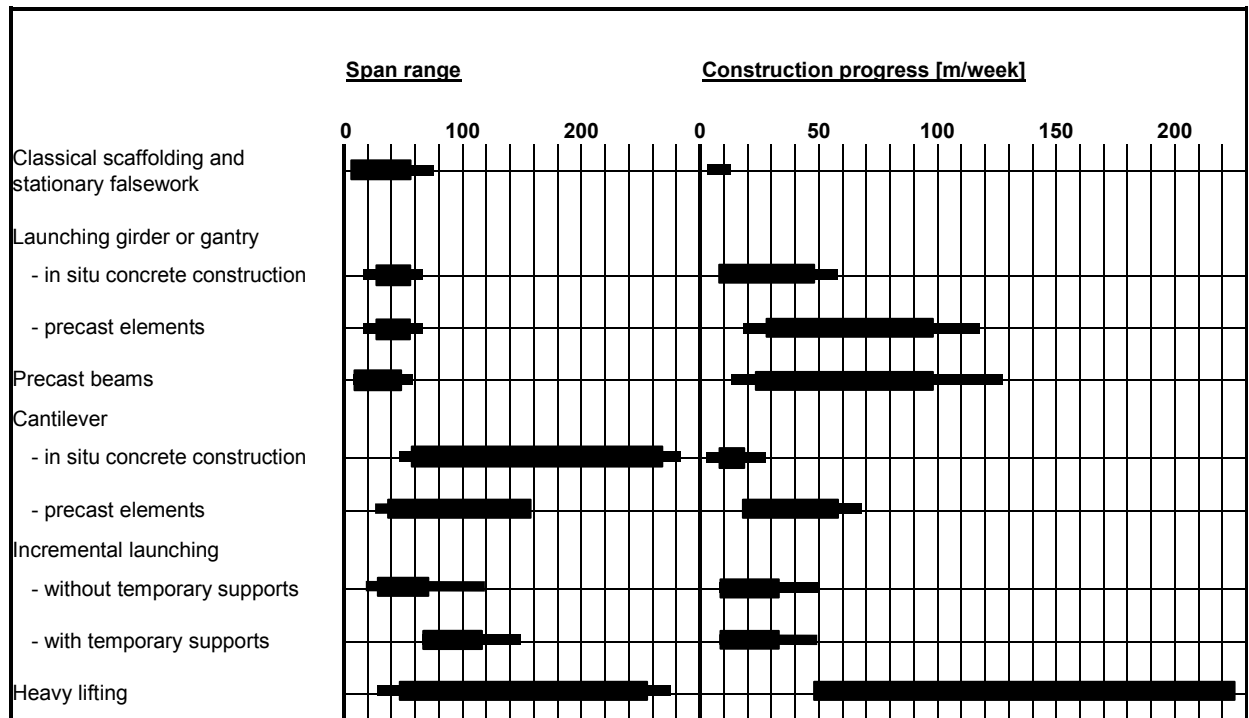 Span range Construction progress [m/week]
0 100 200 0 50 100 150 200
Classical scaffolding and
stationary falsework
Launching girder or gantry
- in situ concrete construction
- precast elements
Precast beams
Cantilever
- in situ concrete construction
- precast elements
Incremental launching
- without temporary supports
- with temporary supports
Heavy lifting